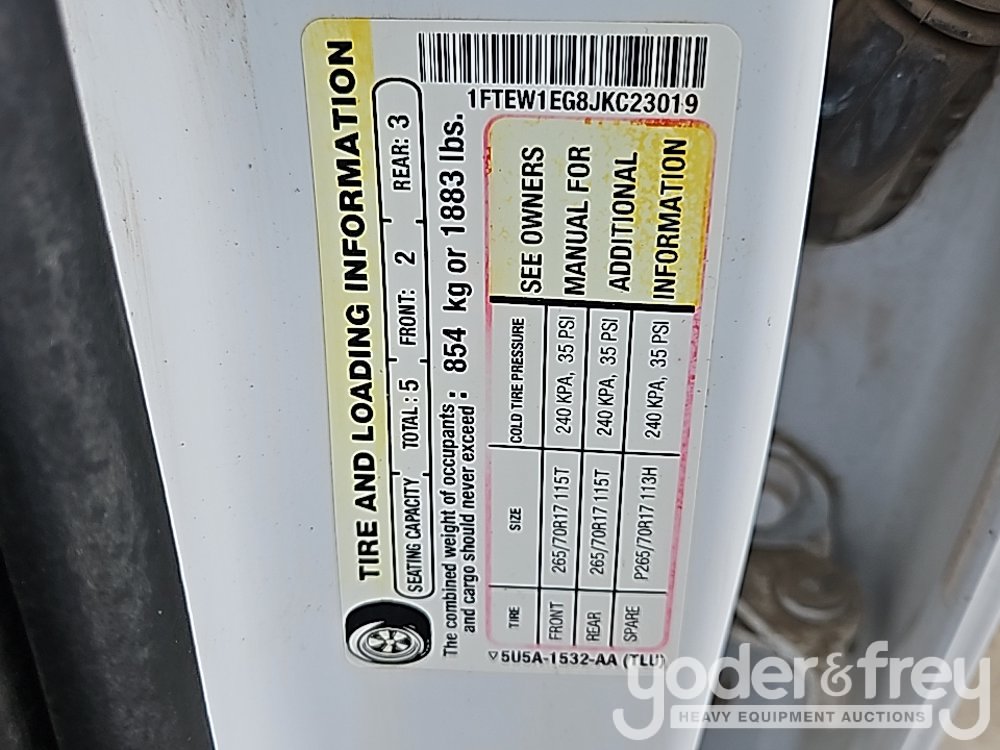 TIRE AND LOADING INFORMATION
SEATING CAPACITY TOTAL : 5 FRONT: 2 REAR: 3
The combined weight of occupants
and cargo should never exceed : 854 kg or 1883 lbs.
TIRE SIZE COLD TIRE PRESSURE
FRONT 265/70R17 115T 240 KPA, 35 PSI
REAR 265/70R17 115T 240 KPA, 35 PSI
SPARE P265/70R17 113H 240 KPA, 35 PSI
SEE OWNERS
MANUAL FOR
ADDITIONAL
INFORMATION
5U5A-1532-AA (TLU)
1FTEW1EG8JKC23019
yoder&frey
HEAVY EQUIPMENT AUCTIONS